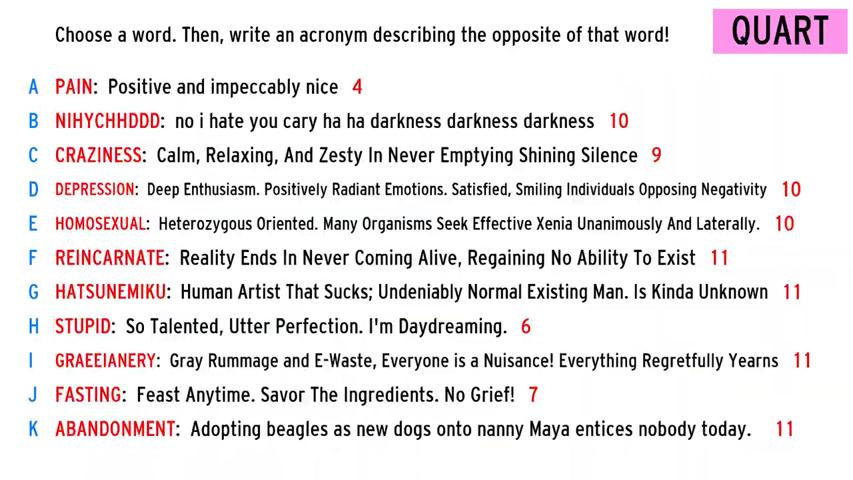 Choose a word. Then, write an acronym describing the opposite of that word!
QUART
A PAIN: Positive and impeccably nice 4
B NIHYCHHDDD: no i hate you cary ha ha darkness darkness darkness 10
C CRAZINESS: Calm, Relaxing, And Zesty In Never Emptying Shining Silence 9
D DEPRESSION: Deep Enthusiasm. Positively Radiant Emotions. Satisfied, Smiling Individuals Opposing Negativity 10
E HOMOSEXUAL: Heterozygous Oriented. Many Organisms Seek Effective Xenia Unanimously And Laterally. 10
F REINCARNATE: Reality Ends In Never Coming Alive, Regaining No Ability To Exist 11
G HATSUNEMIKU: Human Artist That Sucks; Undeniably Normal Existing Man. Is Kinda Unknown 11
H STUPID: So Talented, Utter Perfection. I'm Daydreaming. 6
I GRAEEIANERY: Gray Rummage and E-Waste, Everyone is a Nuisance! Everything Regretfully Yearns 11
J FASTING: Feast Anytime. Savor The Ingredients. No Grief! 7
K ABANDONMENT: Adopting beagles as new dogs onto nanny Maya entices nobody today. 11